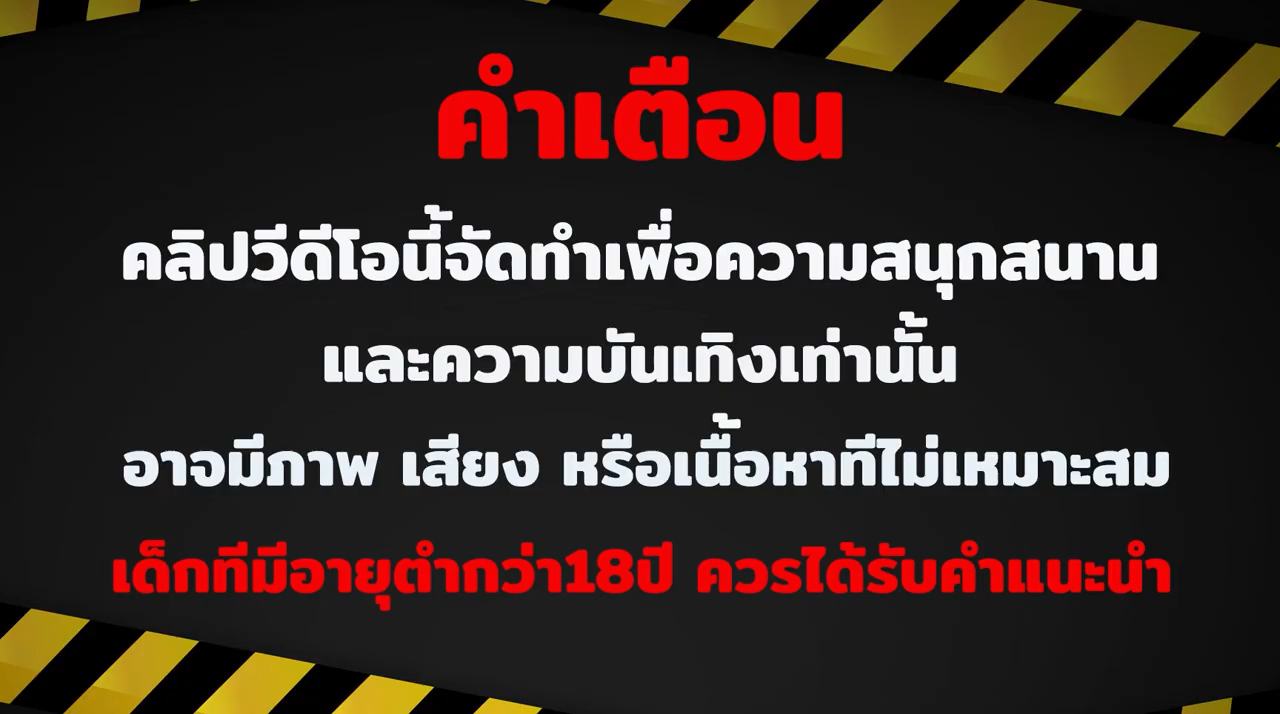 คำเตือน
คลิปวีดีโอนี้จัดทำเพื่อความสนุกสนาน
และความบันเทิงเท่านั้น
อาจมีภาพ เสียง หรือเนื้อหาทีไม่เหมาะสม
เด็กทีมีอายุตำกว่า18ปี ควรได้รับคำแนะนำ